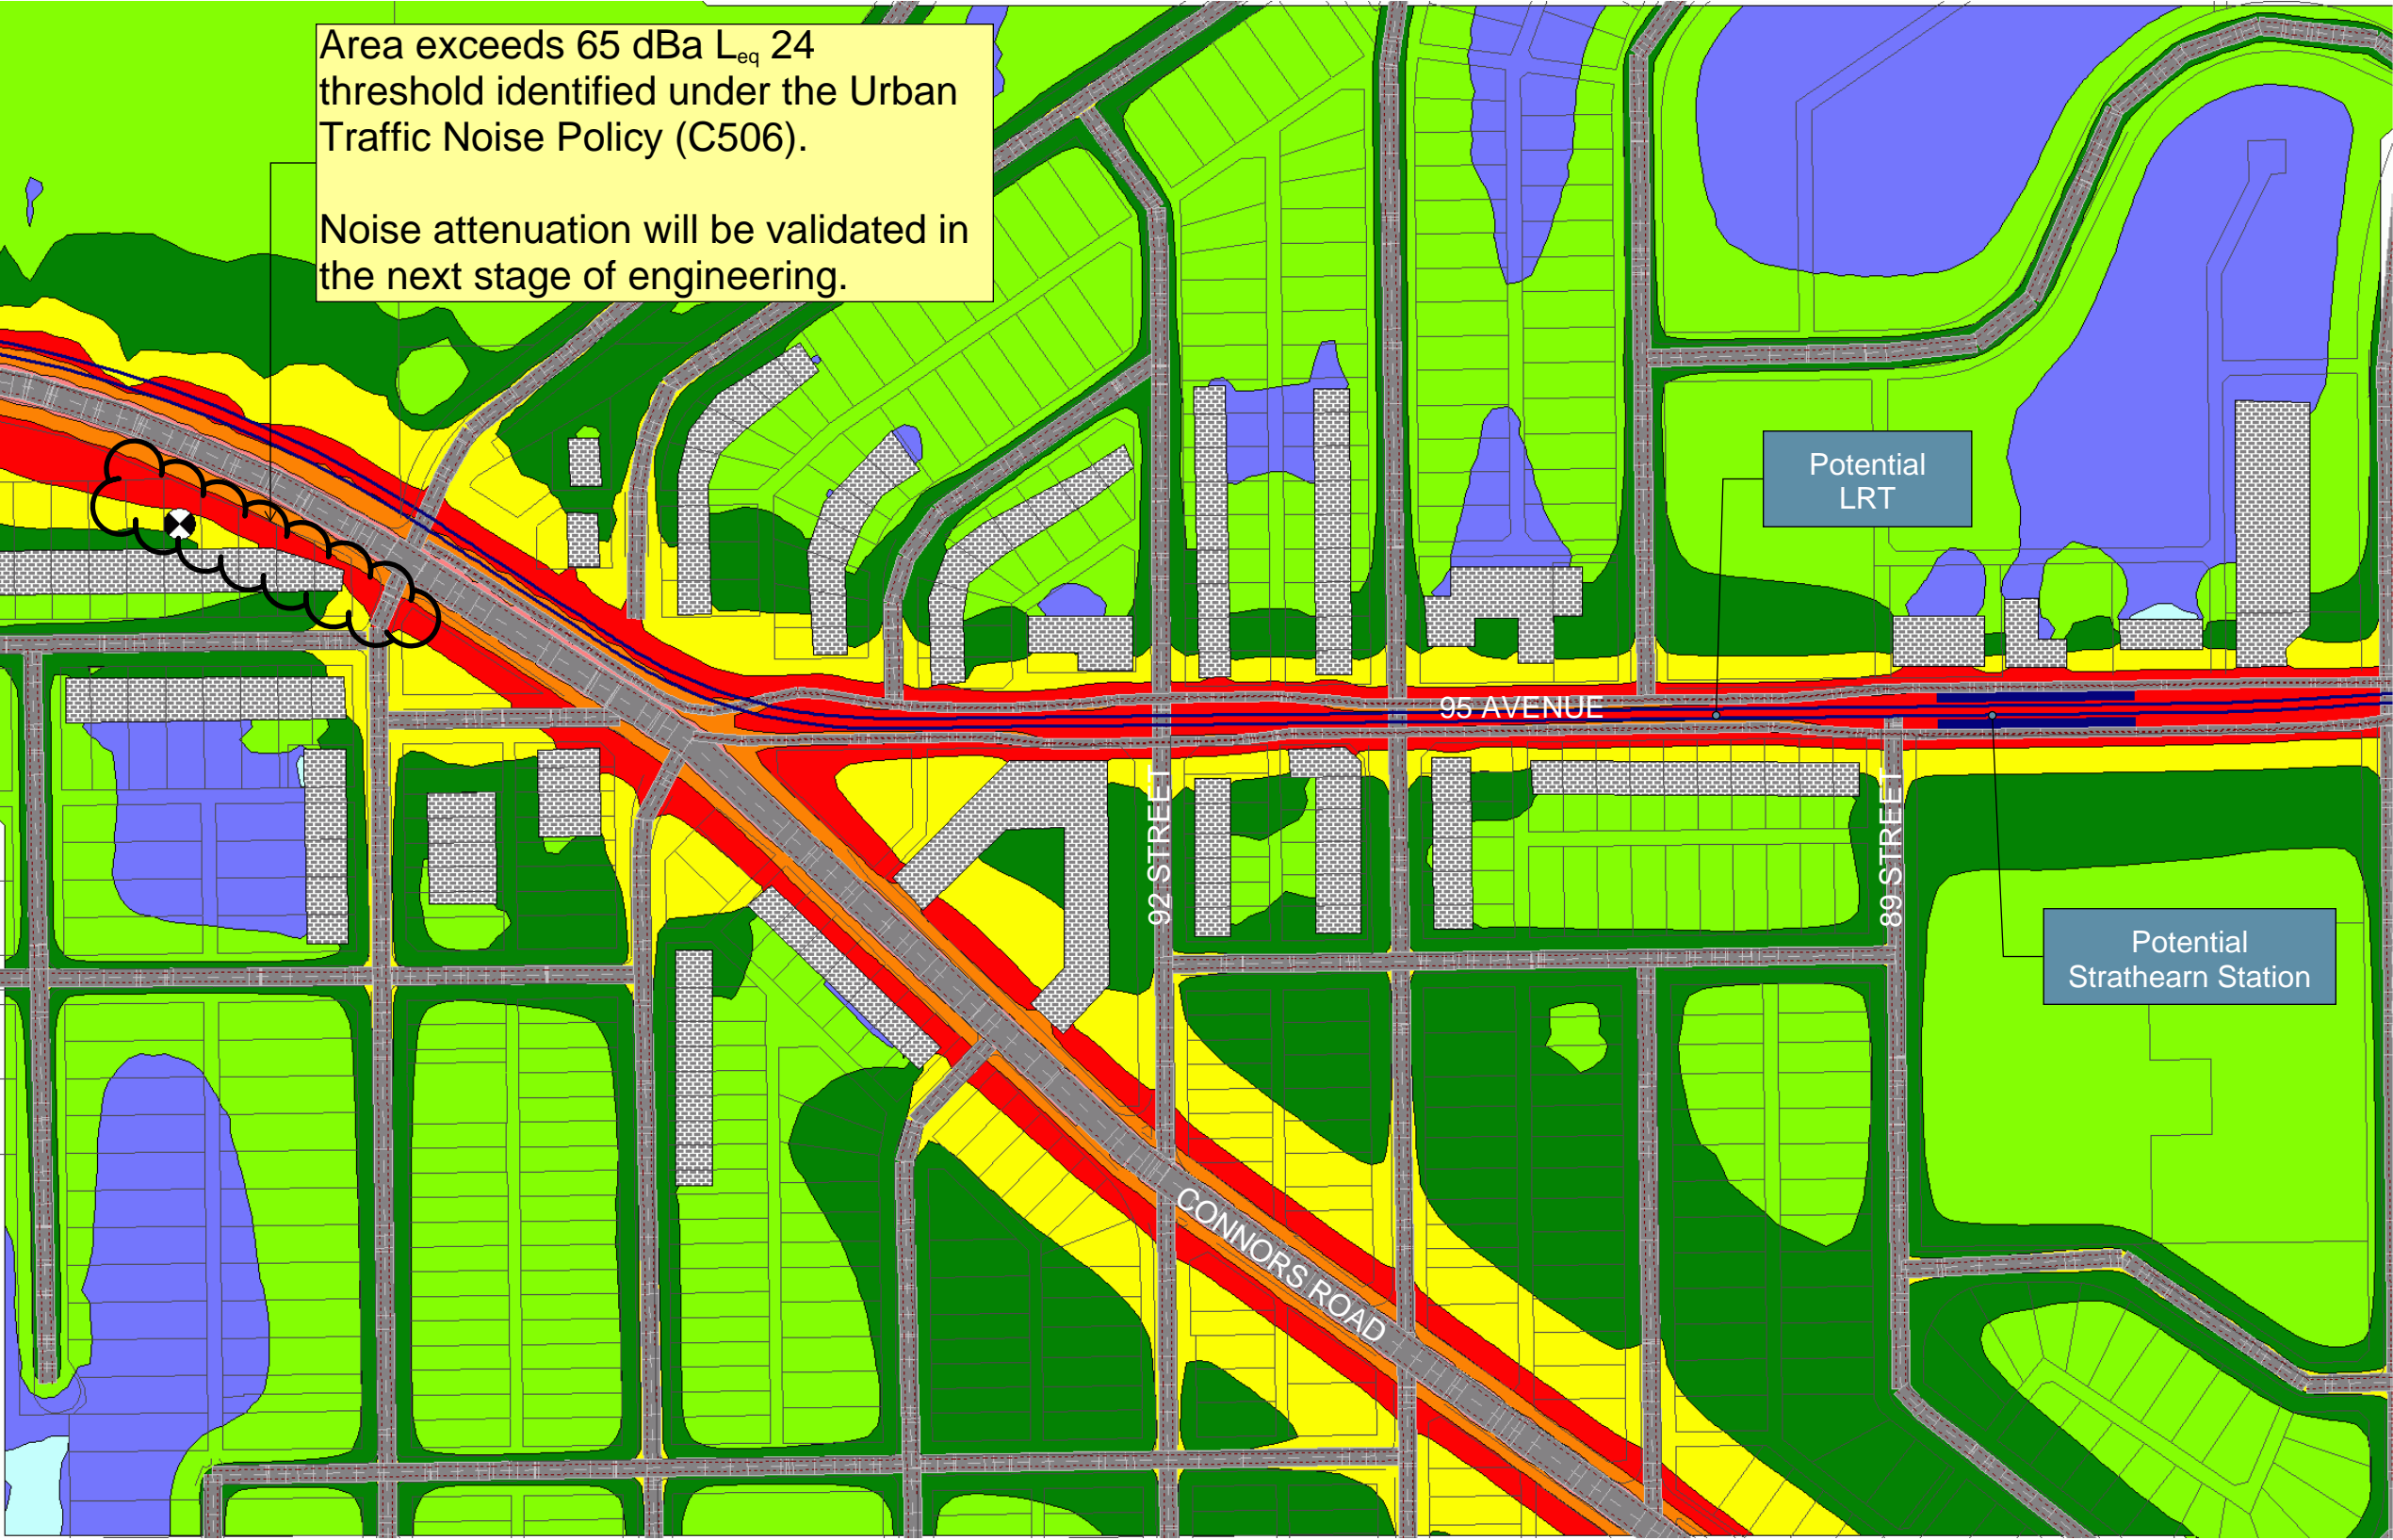 Area exceeds 65 dBa Leq 24
threshold identified under the Urban
Traffic Noise Policy (C506).
Noise attenuation will be validated in
the next stage of engineering.
Potential
LRT
95 AVENUE
92 STREET
89 STREET
Potential
Strathearn Station
CONNORS ROAD